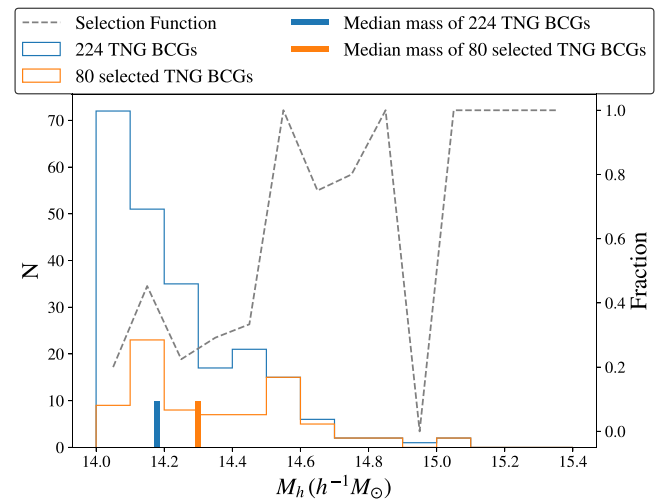 Selection Function
224 TNG BCGs
80 selected TNG BCGs
Median mass of 224 TNG BCGs
Median mass of 80 selected TNG BCGs
70
60
50
40
30
20
10
0
N
1.0
0.8
0.6
0.4
0.2
0.0
Fraction
14.0 14.2 14.4 14.6 14.8 15.0 15.2 15.4
M_h (h⁻¹M_⊙)